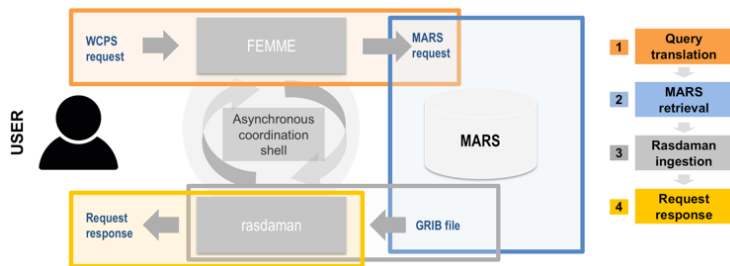 WCPS
request
FEMME
MARS
request
USER
Asynchronous
coordination
shell
MARS
Request
response
rasdaman
GRIB file
1
Query
translation
2
MARS
retrieval
3
Rasdaman
ingestion
4
Request
response